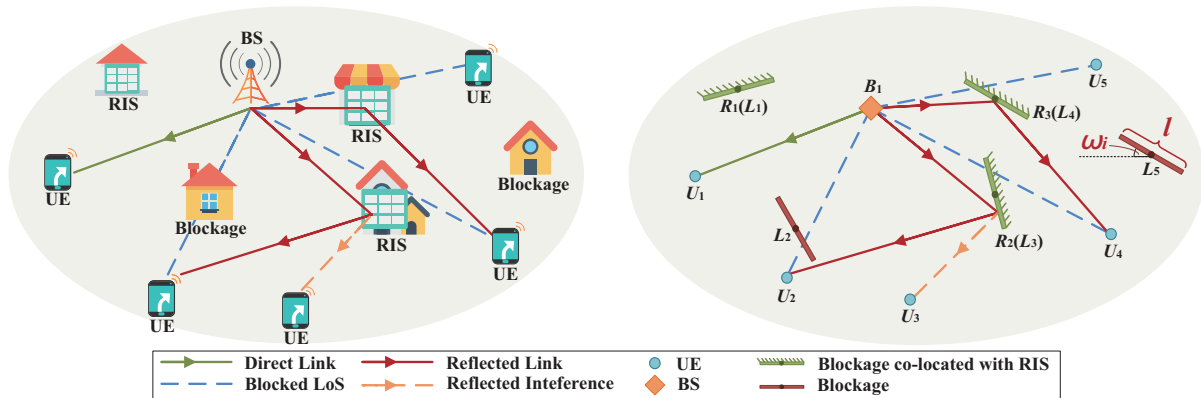 BS
RIS
UE
RIS
UE
Blockage
Blockage
RIS
UE
UE
UE
B₁
U₅
R₁(L₁)
R₃(L₄)
l
ωᵢ
L₅
U₁
L₂
R₂(L₃)
U₄
U₂
U₃
Direct Link
Reflected Link
UE
Blockage co-located with RIS
Blocked LoS
Reflected Inteference
BS
Blockage